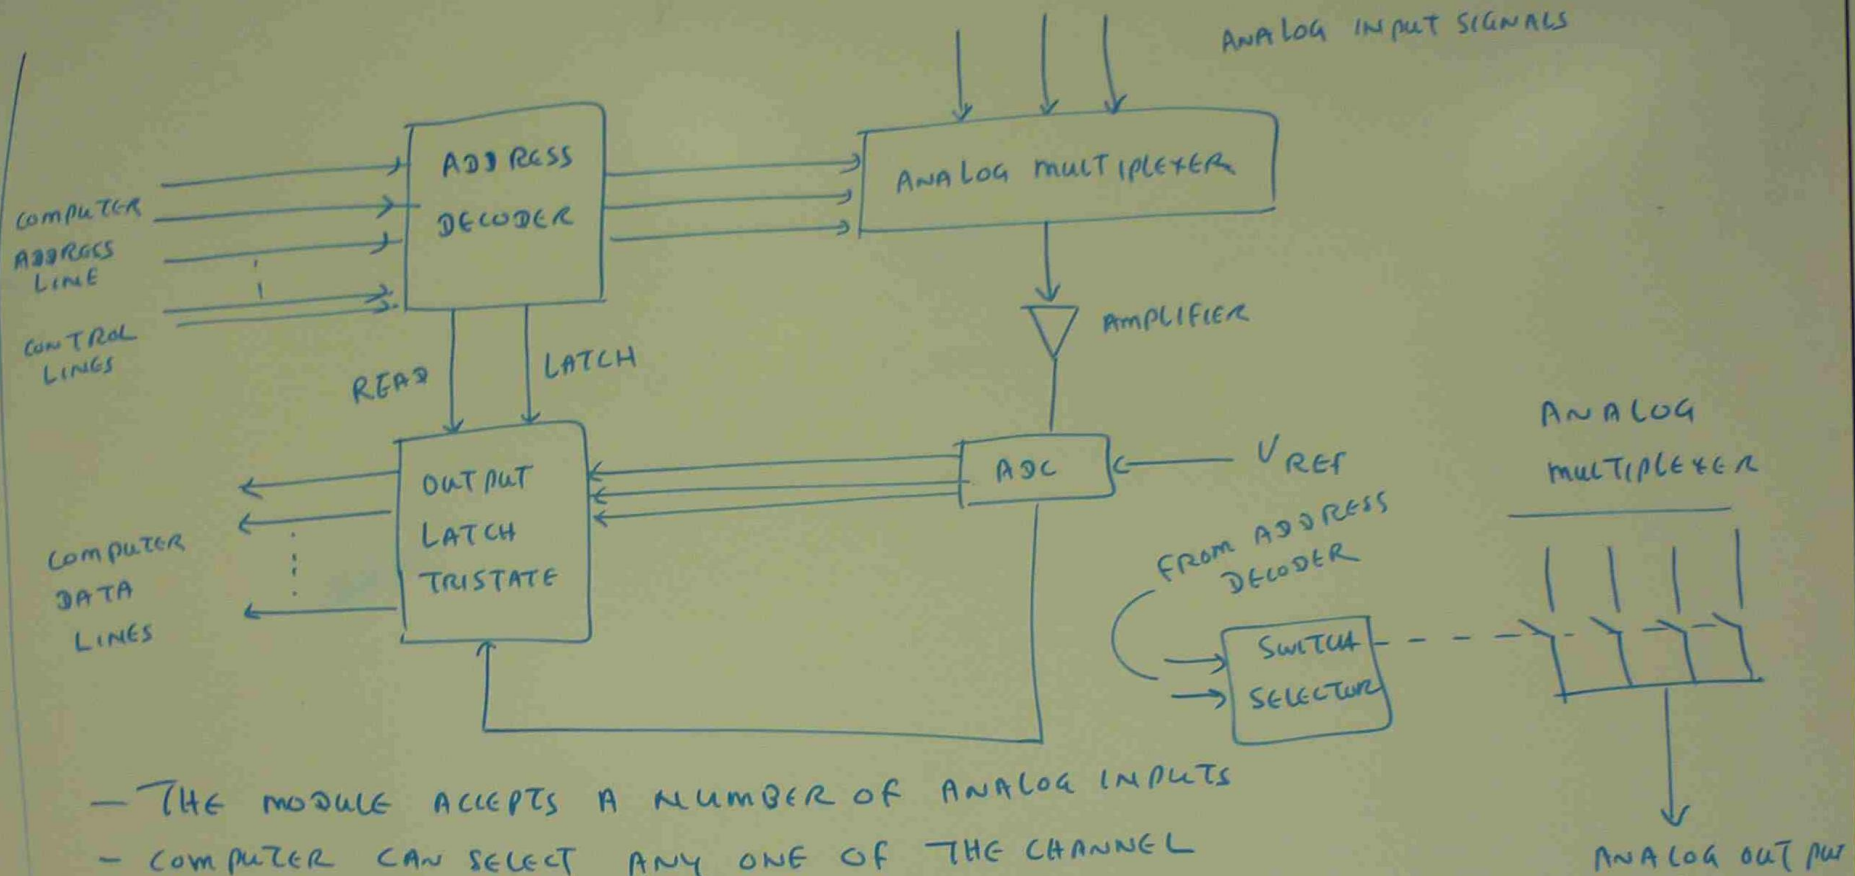 ANALOG INPUT SIGNALS
ADDRESS
DECODER
ANALOG MULTIPLEXER
COMPUTER
ADDRESS
LINE
CONTROL
LINES
AMPLIFIER
READ
LATCH
OUTPUT
LATCH
TRISTATE
ADC
VREF
COMPUTER
DATA
LINES
FROM ADDRESS
DECODER
SWITCH
SELECTOR
ANALOG
MULTIPLEXER
ANALOG OUTPUT
- THE MODULE ACCEPTS A NUMBER OF ANALOG INPUTS
- COMPUTER CAN SELECT ANY ONE OF THE CHANNEL